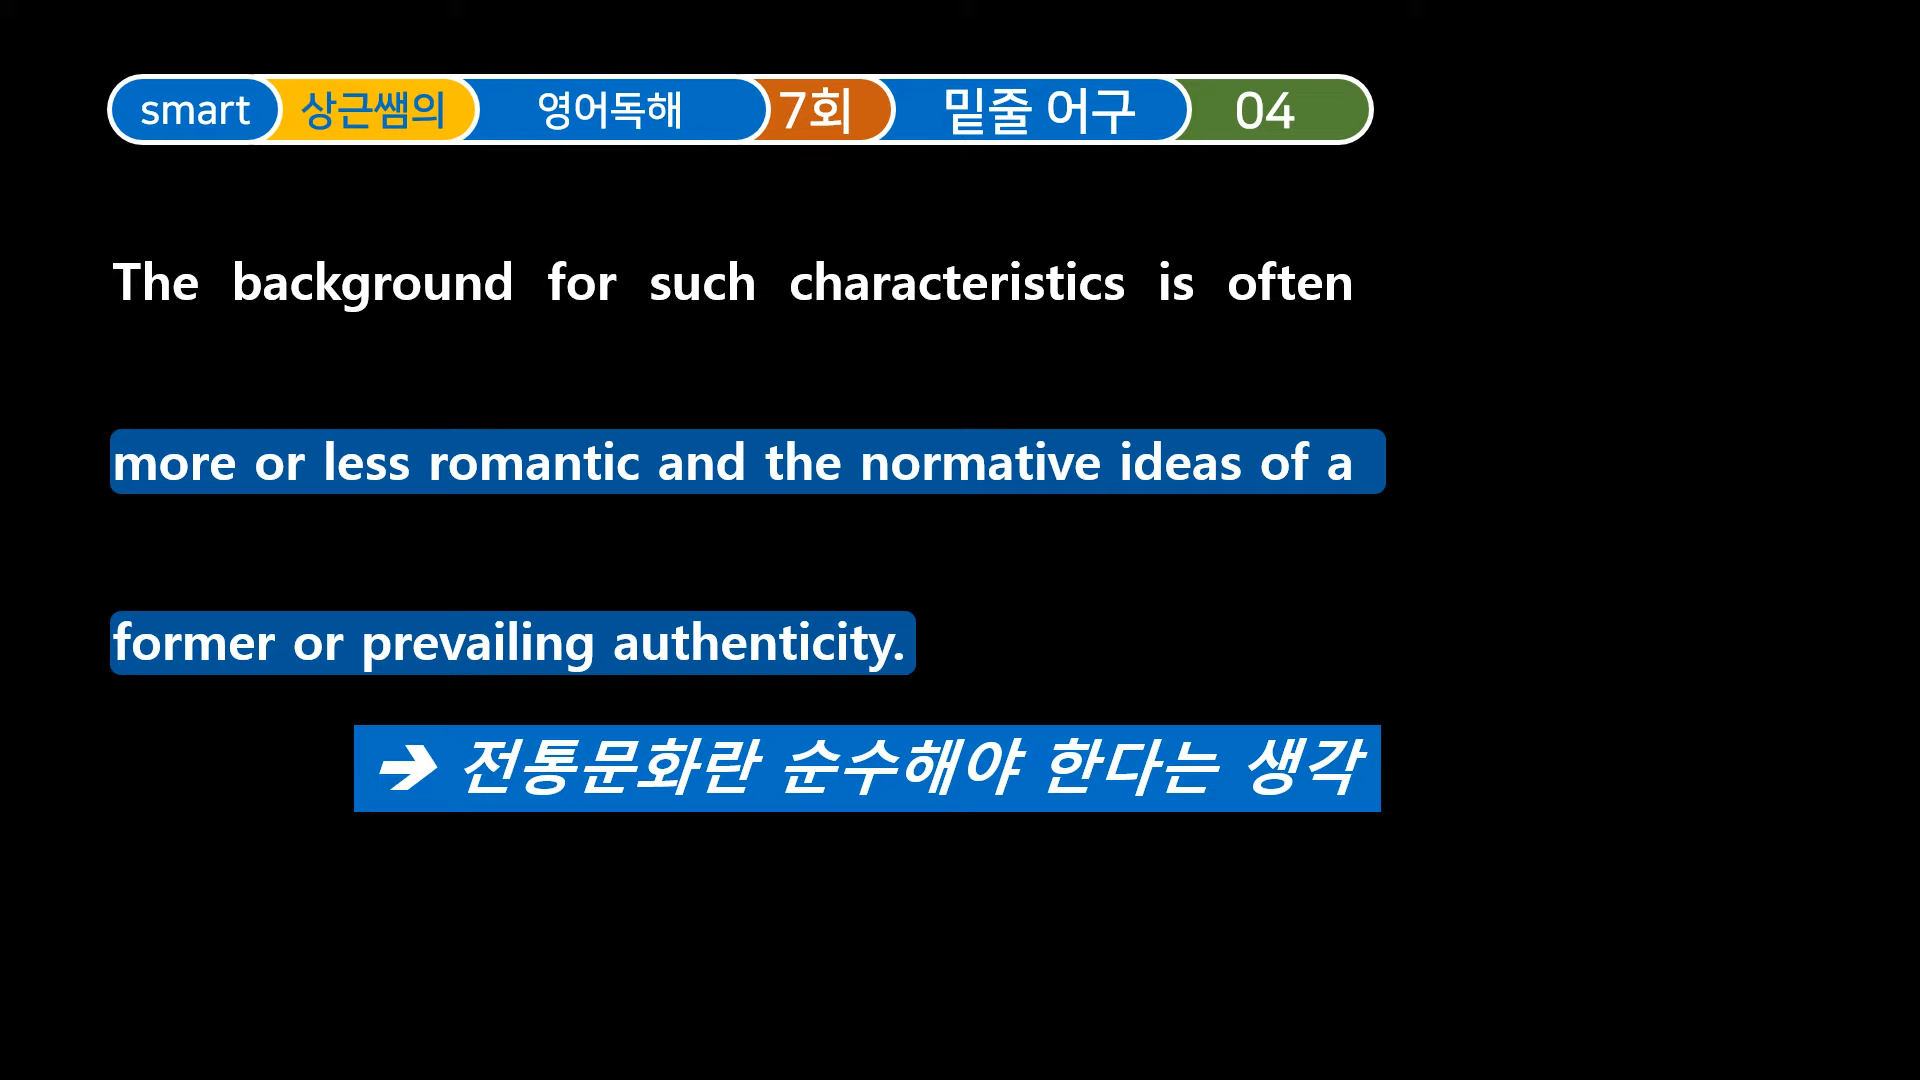 smart 상근쌤의 영어독해 7회 밑줄 어구 04
The background for such characteristics is often
more or less romantic and the normative ideas of a
former or prevailing authenticity.
➔ 전통문화란 순수해야 한다는 생각